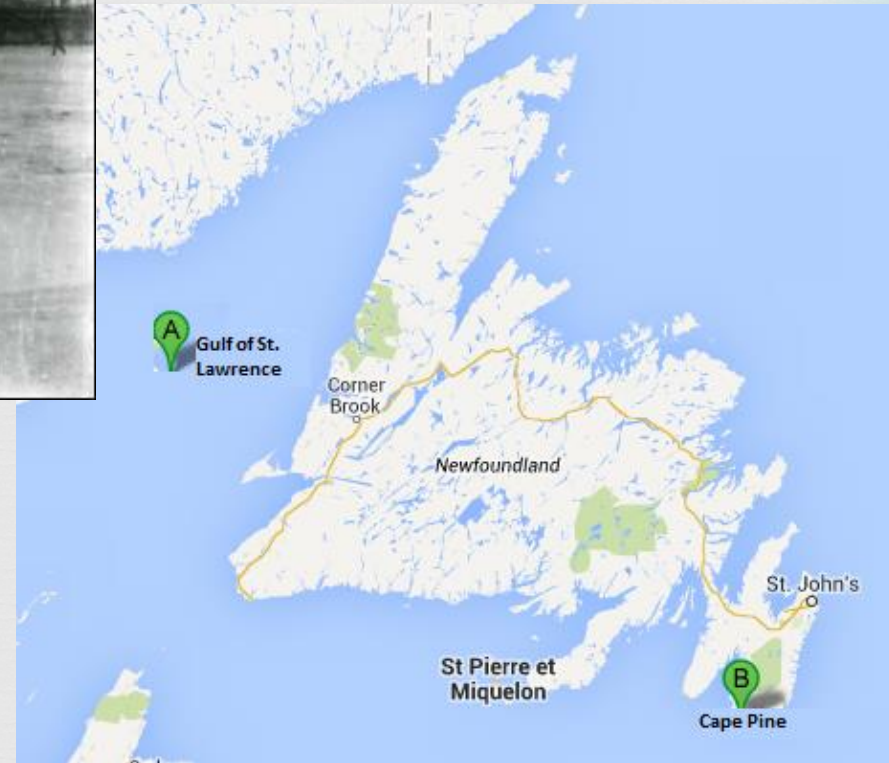 A
Gulf of St.
Lawrence
Corner
Brook
Newfoundland
St. John's
St Pierre et
Miquelon
B
Cape Pine